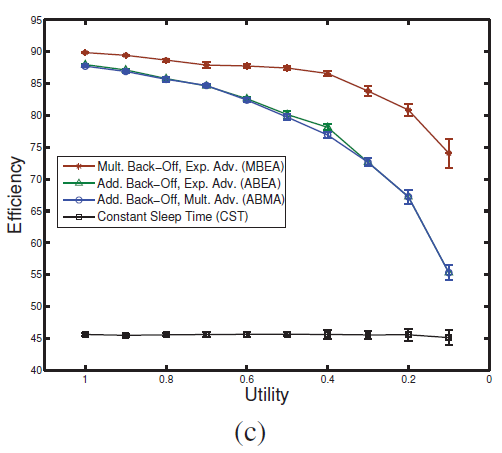 95
90
85
80
75
70
65
60
55
50
45
40
Efficiency
Mult. Back-Off, Exp. Adv. (MBEA)
Add. Back-Off, Exp. Adv. (ABEA)
Add. Back-Off, Mult. Adv. (ABMA)
Constant Sleep Time (CST)
1 0.8 0.6 0.4 0.2 0
Utility
(c)